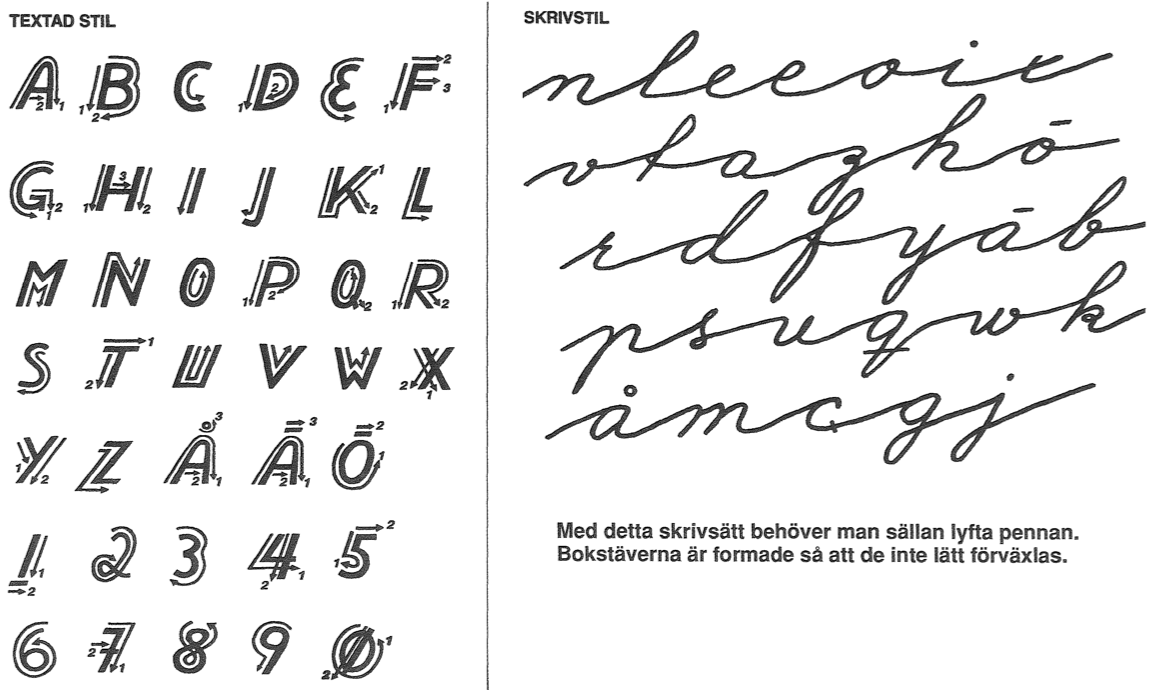 TEXTAD STIL
A B C D E F
G H I J K L
M N O P Q R
S T U V W X
Y Z Å Ä Ö
1 2 3 4 5
6 7 8 9 0
SKRIVSTIL
nleeoix
vtazhö
rdfyäb
psuqwk
åmcgj
Med detta skrivsätt behöver man sällan lyfta pennan.
Bokstäverna är formade så att de inte lätt förväxlas.